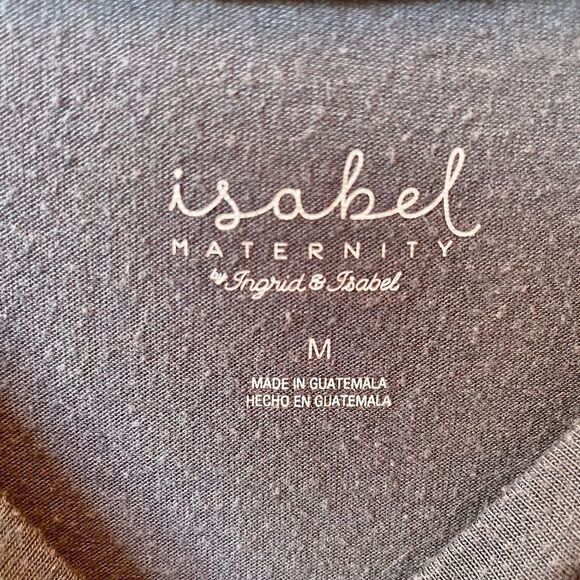 isabel
MATERNITY
by Ingrid & Isabel
M
MADE IN GUATEMALA
HECHO EN GUATEMALA